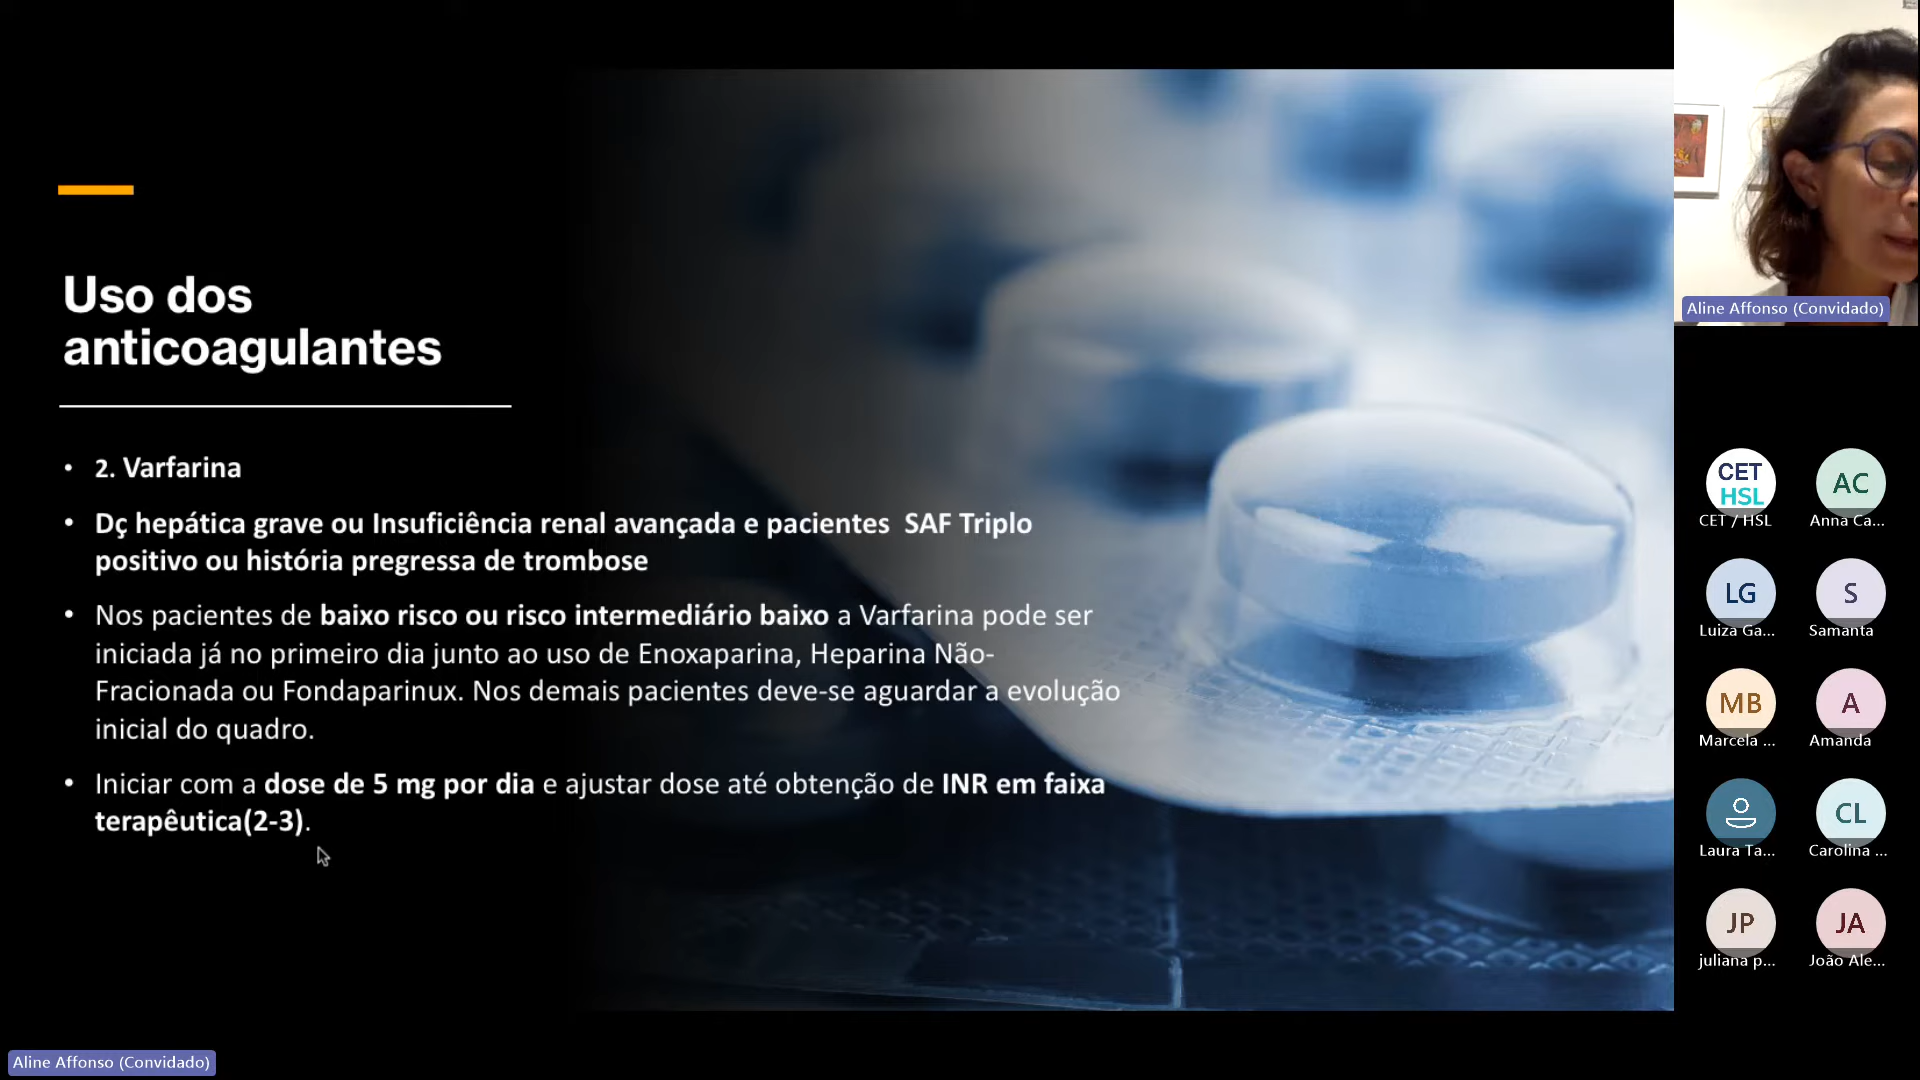 Uso dos
anticoagulantes
• 2. Varfarina
• Dç hepática grave ou Insuficiência renal avançada e pacientes SAF Triplo
positivo ou história pregressa de trombose
• Nos pacientes de baixo risco ou risco intermediário baixo a Varfarina pode ser
iniciada já no primeiro dia junto ao uso de Enoxaparina, Heparina Não-
Fracionada ou Fondaparinux. Nos demais pacientes deve-se aguardar a evolução
inicial do quadro.
• Iniciar com a dose de 5 mg por dia e ajustar dose até obtenção de INR em faixa
terapêutica(2-3).
Aline Affonso (Convidado)
Aline Affonso (Convidado)
CET
HSL
CET / HSL
AC
Anna Ca...
LG
Luiza Ga...
S
Samanta
MB
Marcela ...
A
Amanda
Laura Ta...
CL
Carolina ...
JP
juliana p...
JA
João Ale...